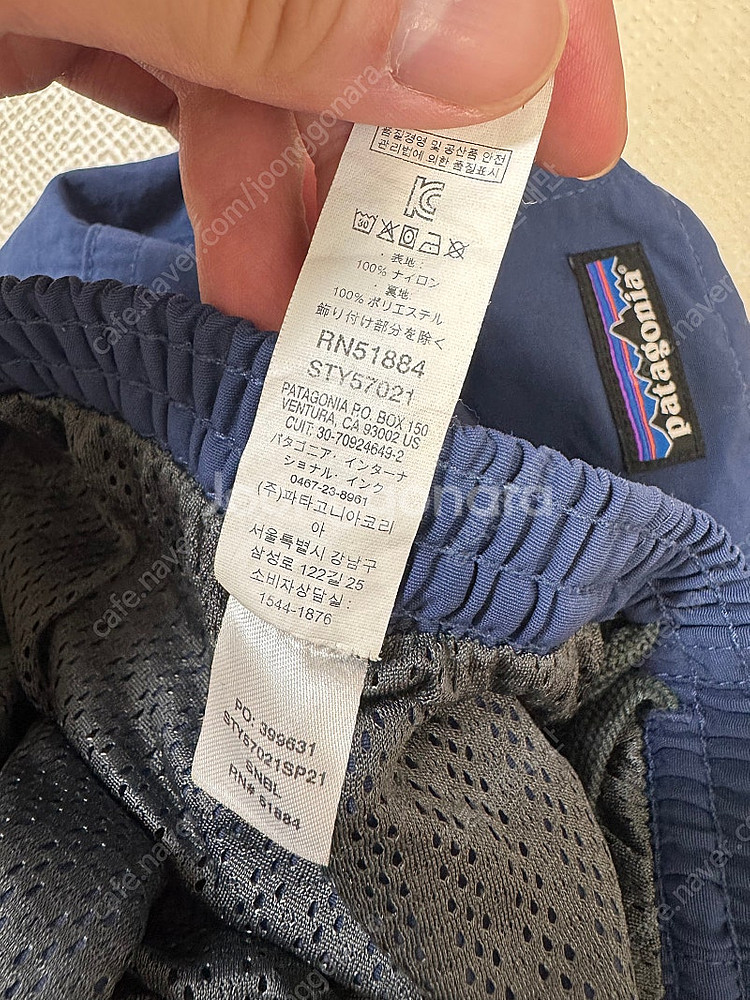 품질경영 및 공산품 안전
관리법에 의한 품질표시
表地:
100% ナイロン
裏地:
100% ポリエステル
飾り付け部分を除く
RN51884
STY57021
PATAGONIA P.O. BOX 150
VENTURA, CA 93002 US
CUIT: 30-70924649-2
パタゴニア・インターナ
ショナル・インク
0467-23-8961
(주)파타고니아코리
아
서울특별시 강남구
삼성로 122길 25
소비자상담실:
1544-1876
PO: 399631
STY57021SP21
SNBL
RN# 51884
patagonia®
cafe.naver.com/joonggonara
Joonggonara